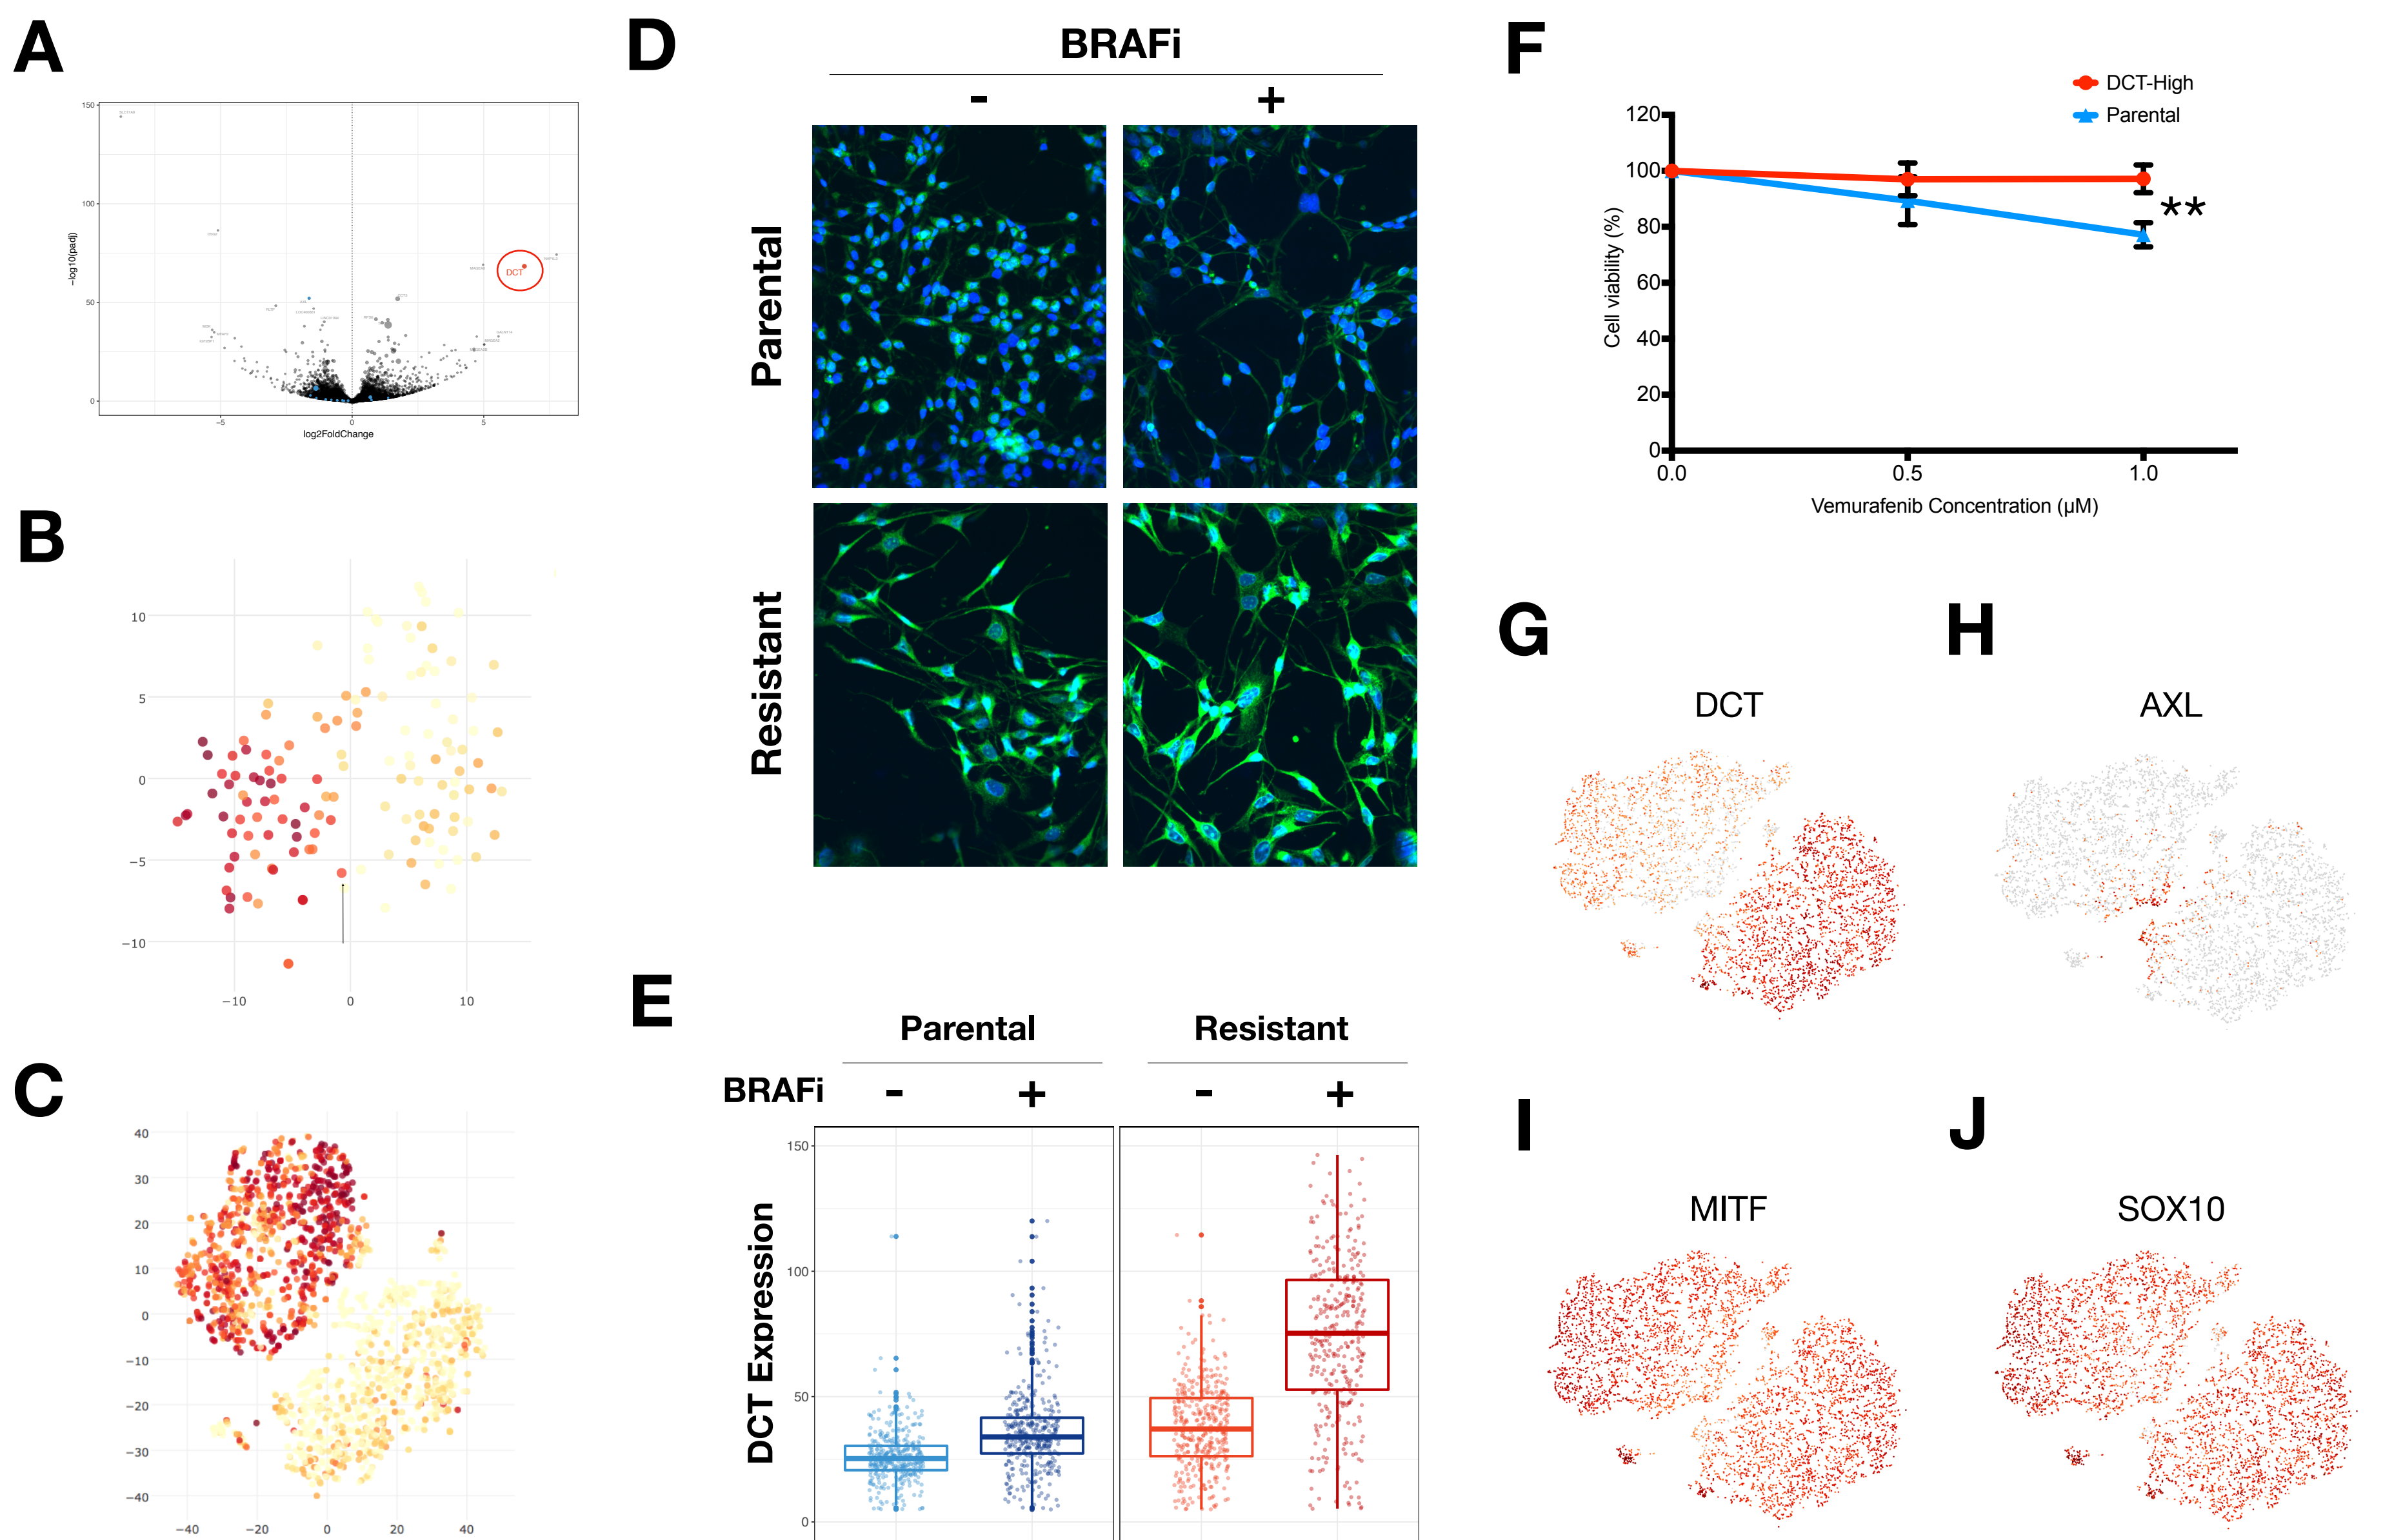 A
150
100
50
0
−log10(padj)
DCT
−5
0
5
log2FoldChange
B
10
5
0
−5
−10
−10
0
10
C
40
30
20
10
0
−10
−20
−30
−40
−40
−20
0
20
40
D
BRAFi
-
+
Parental
Resistant
E
Parental
Resistant
BRAFi
-
+
-
+
DCT Expression
150
100
50
0
F
DCT-High
Parental
120
100
80
60
40
20
0
Cell viability (%)
**
0.0
0.5
1.0
Vemurafenib Concentration (µM)
G
DCT
H
AXL
I
MITF
J
SOX10